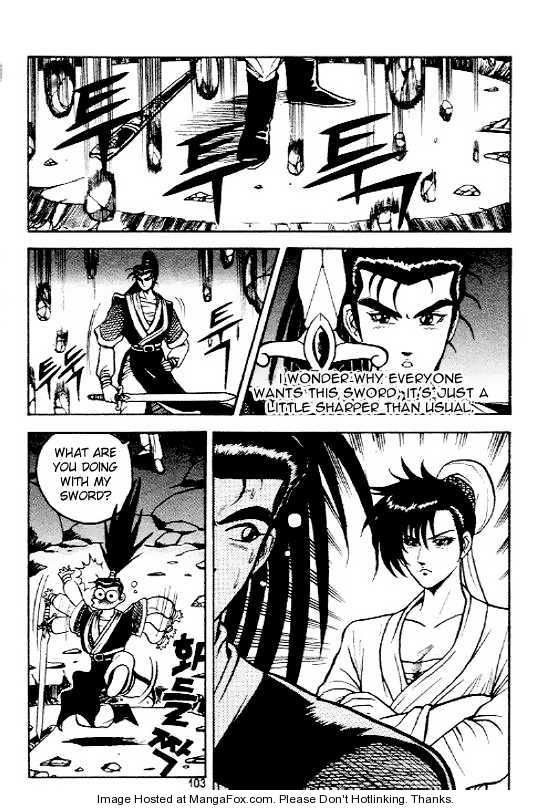 투
투
툭
투
툭
I WONDER WHY EVERYONE
WANTS THIS SWORD, IT'S JUST A
LITTLE SHARPER THAN USUAL.
WHAT ARE
YOU DOING
WITH MY
SWORD?
화
들
짝
103
Image Hosted at MangaFox.com. Please Don't Hotlinking. Thanks.